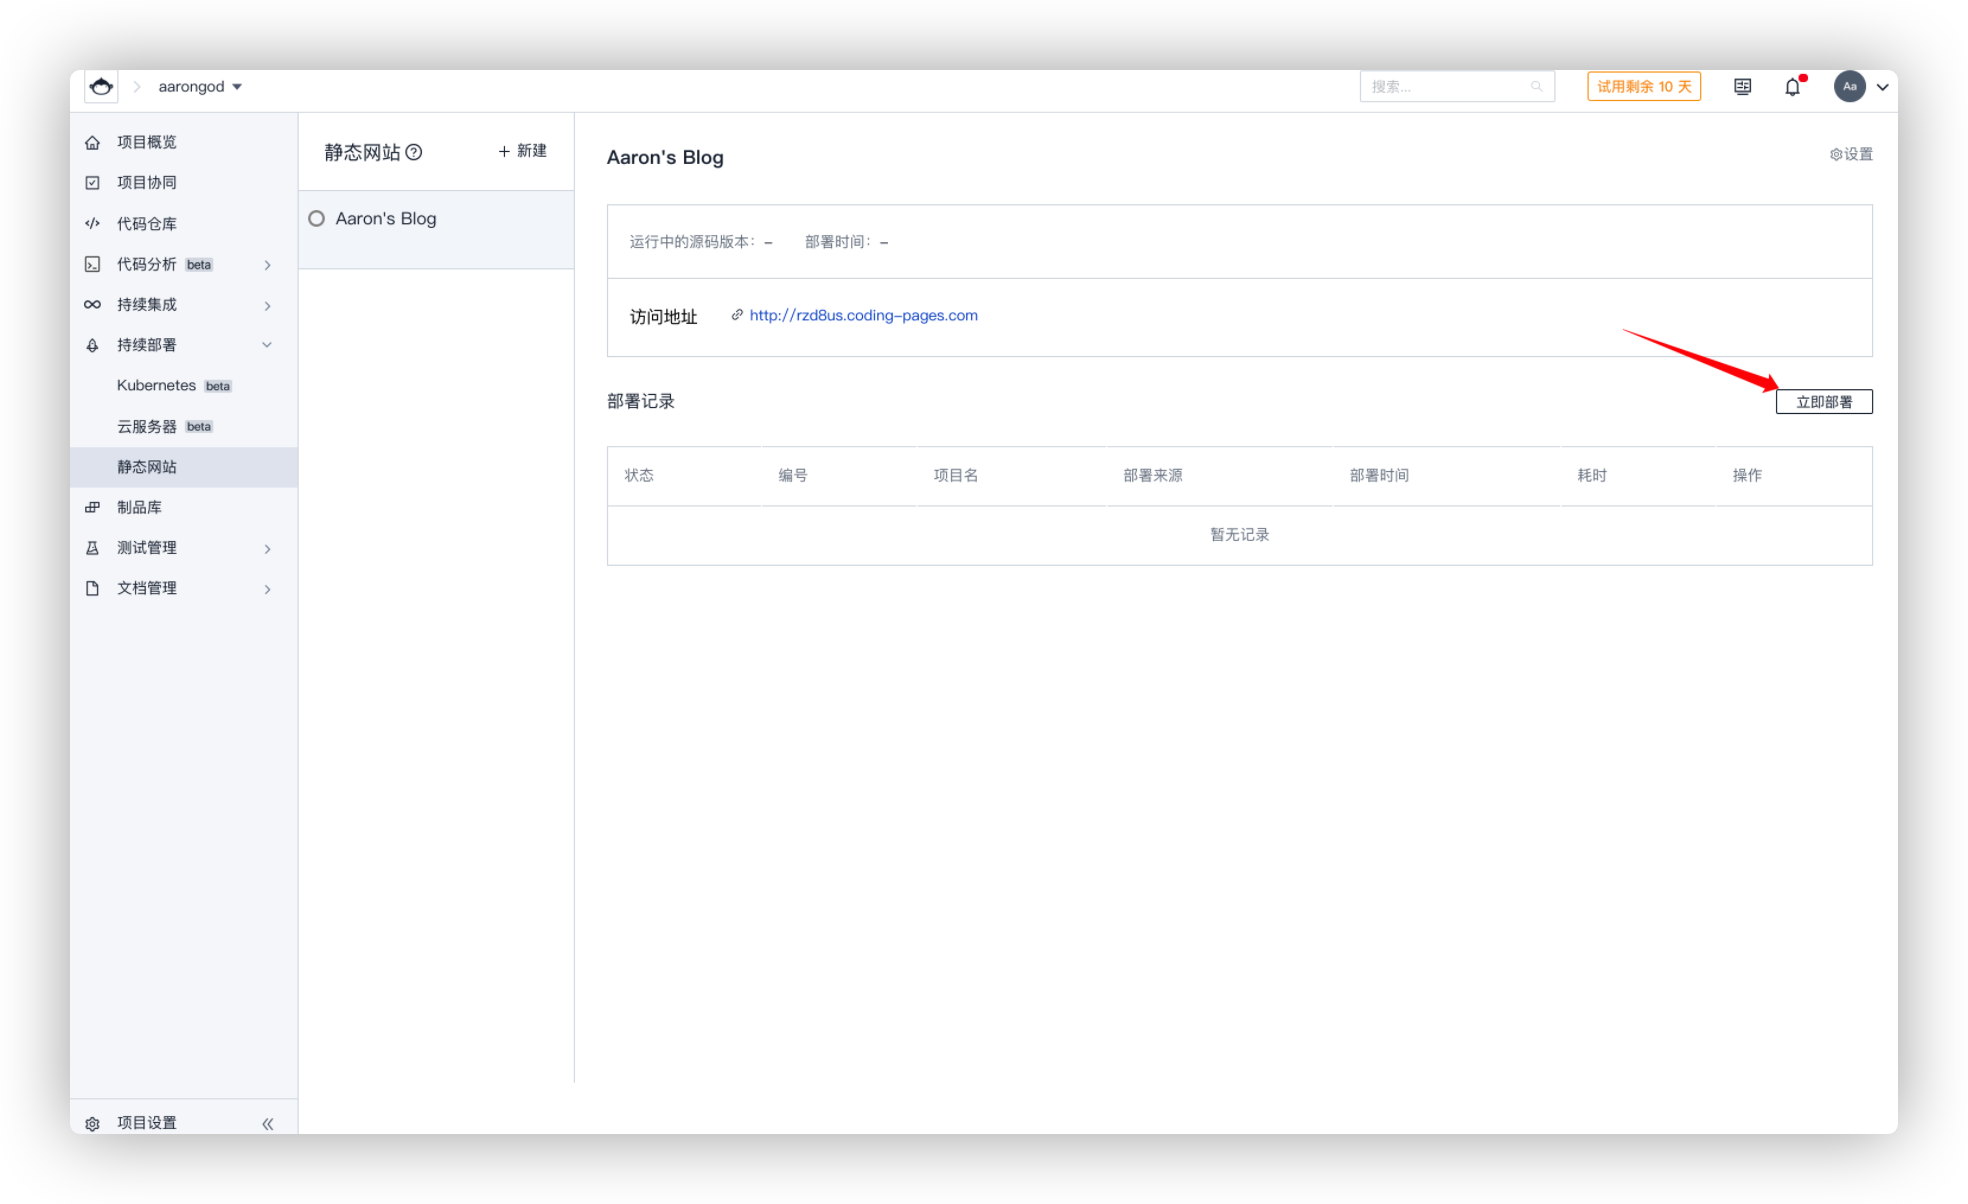 aarongod
搜索...
试用剩余 10 天
Aa
项目概览
项目协同
代码仓库
代码分析 beta
持续集成
持续部署
Kubernetes beta
云服务器 beta
静态网站
制品库
测试管理
文档管理
项目设置
静态网站
+ 新建
Aaron's Blog
Aaron's Blog
设置
运行中的源码版本: – 部署时间: –
访问地址 http://rzd8us.coding-pages.com
部署记录
立即部署
状态 编号 项目名 部署来源 部署时间 耗时 操作
暂无记录